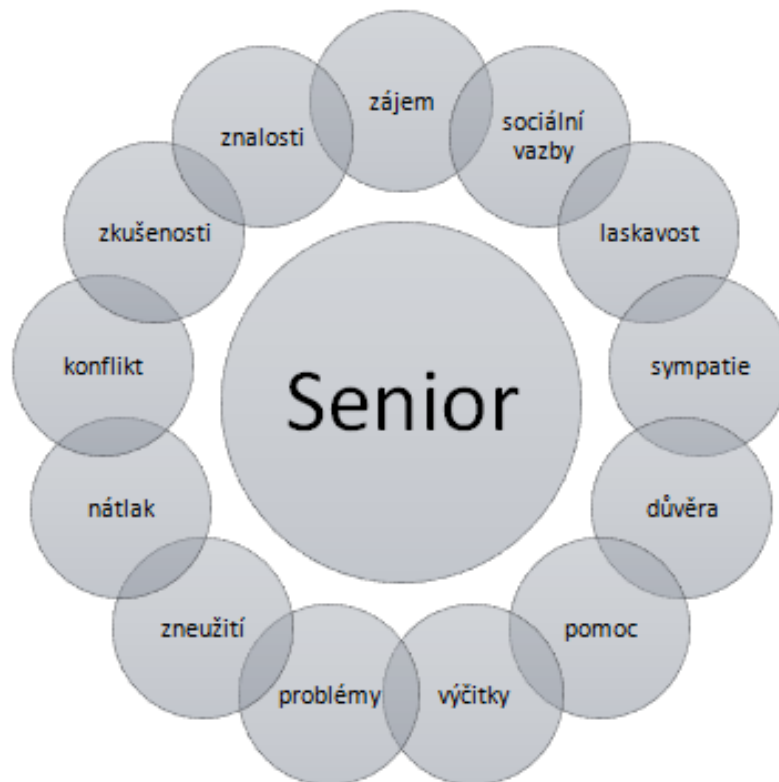 zájem
sociální
vazby
laskavost
sympatie
důvěra
pomoc
výčitky
problémy
zneužití
nátlak
konflikt
zkušenosti
znalosti
Senior